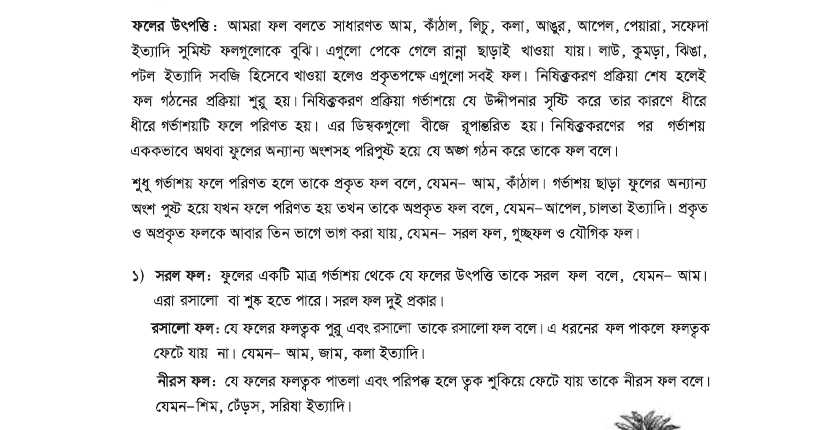 ফলের উৎপত্তি : আমরা ফল বলতে সাধারণত আম, কাঁঠাল, লিচু, কলা, আঙুর, আপেল, পেয়ারা, সফেদা
ইত্যাদি সুমিষ্ট ফলগুলোকে বুঝি। এগুলো পেকে গেলে রান্না ছাড়াই খাওয়া যায়। লাউ, কুমড়া, ঝিঙা,
পটল ইত্যাদি সবজি হিসেবে খাওয়া হলেও প্রকৃতপক্ষে এগুলো সবই ফল। নিষিক্তকরণ প্রক্রিয়া শেষ হলেই
ফল গঠনের প্রক্রিয়া শুরু হয়। নিষিক্তকরণ প্রক্রিয়া গর্ভাশয়ে যে উদ্দীপনার সৃষ্টি করে তার কারণে ধীরে
ধীরে গর্ভাশয়টি ফলে পরিণত হয়। এর ডিম্বকগুলো বীজে রূপান্তরিত হয়। নিষিক্তকরণের পর গর্ভাশয়
এককভাবে অথবা ফুলের অন্যান্য অংশসহ পরিপুষ্ট হয়ে যে অঙ্গ গঠন করে তাকে ফল বলে।
শুধু গর্ভাশয় ফলে পরিণত হলে তাকে প্রকৃত ফল বলে, যেমন– আম, কাঁঠাল। গর্ভাশয় ছাড়া ফুলের অন্যান্য
অংশ পুষ্ট হয়ে যখন ফলে পরিণত হয় তখন তাকে অপ্রকৃত ফল বলে, যেমন–আপেল, চালতা ইত্যাদি। প্রকৃত
ও অপ্রকৃত ফলকে আবার তিন ভাগে ভাগ করা যায়, যেমন– সরল ফল, গুচ্ছফল ও যৌগিক ফল।
১) সরল ফল: ফুলের একটি মাত্র গর্ভাশয় থেকে যে ফলের উৎপত্তি তাকে সরল ফল বলে, যেমন– আম।
এরা রসালো বা শুষ্ক হতে পারে। সরল ফল দুই প্রকার।
রসালো ফল: যে ফলের ফলত্বক পুরু এবং রসালো তাকে রসালো ফল বলে। এ ধরনের ফল পাকলে ফলত্বক
ফেটে যায় না। যেমন– আম, জাম, কলা ইত্যাদি।
নীরস ফল: যে ফলের ফলত্বক পাতলা এবং পরিপক্ক হলে ত্বক শুকিয়ে ফেটে যায় তাকে নীরস ফল বলে।
যেমন–শিম, ঢেঁড়স, সরিষা ইত্যাদি।